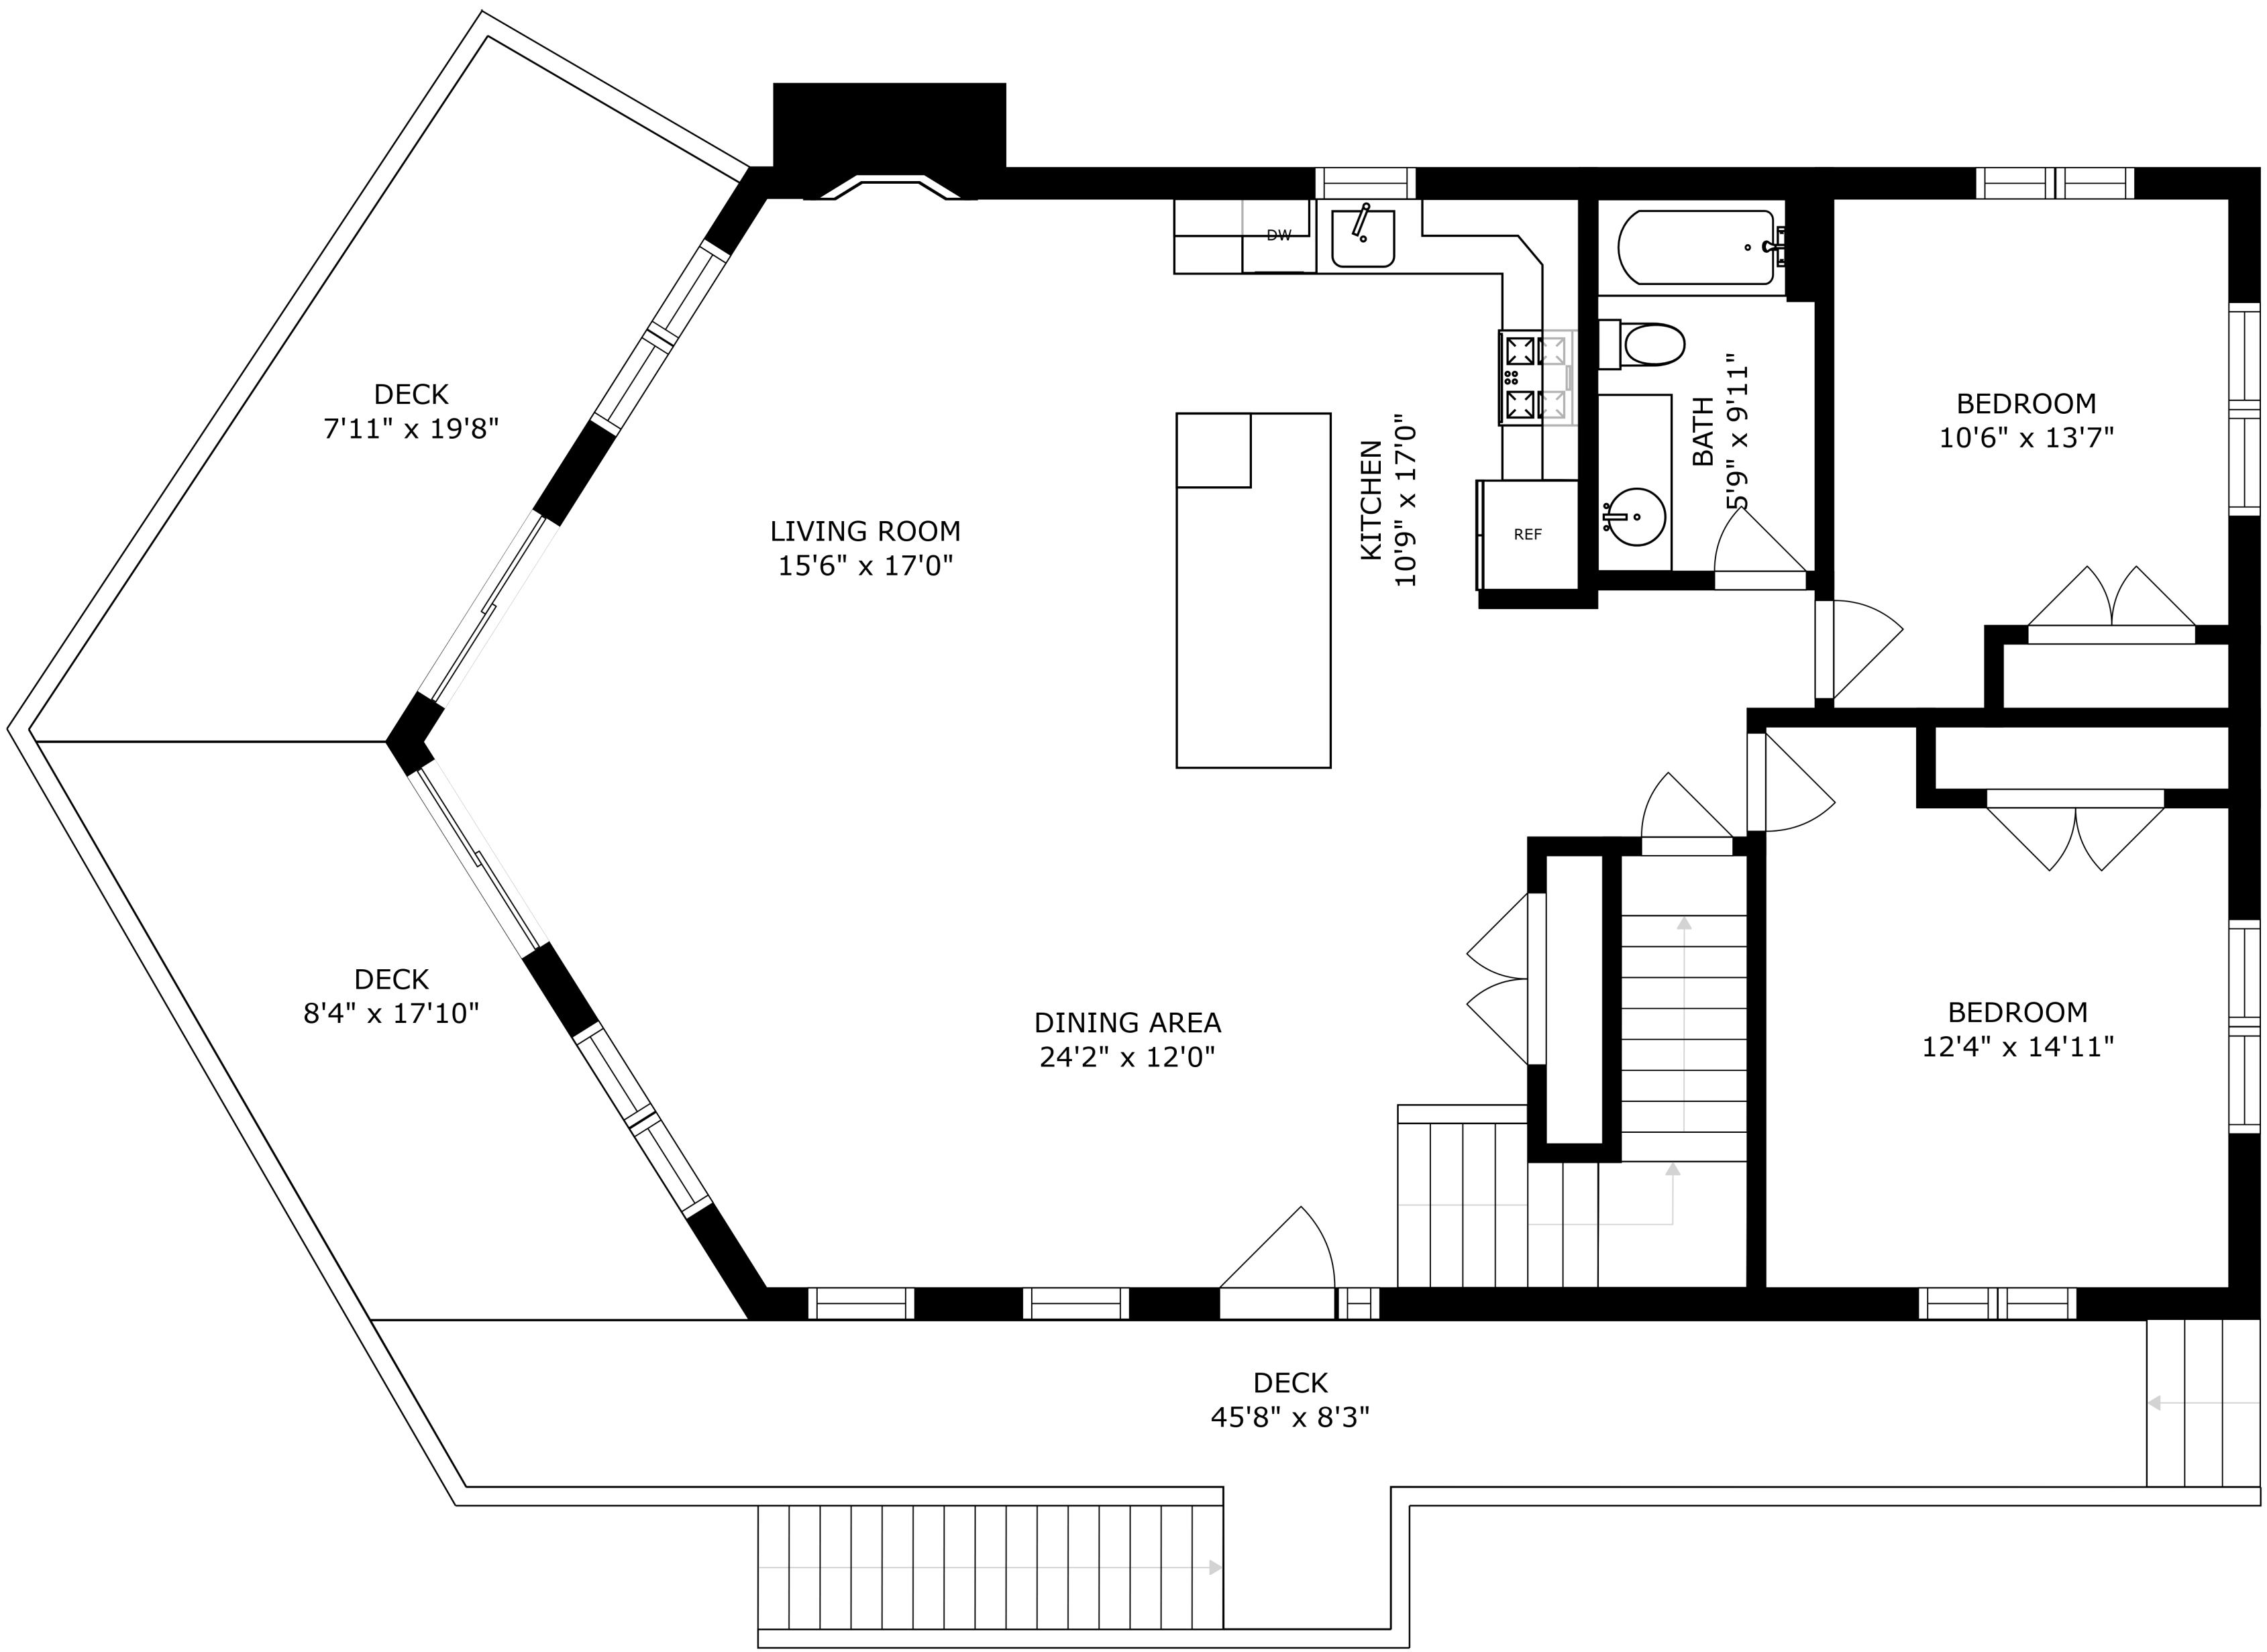 DW
DECK
7'11" x 19'8"
BEDROOM
10'6" x 13'7"
KITCHEN
10'9" x 17'0"
BATH
5'9" x 9'11"
LIVING ROOM
15'6" x 17'0"
REF
DECK
8'4" x 17'10"
DINING AREA
24'2" x 12'0"
BEDROOM
12'4" x 14'11"
DECK
45'8" x 8'3"